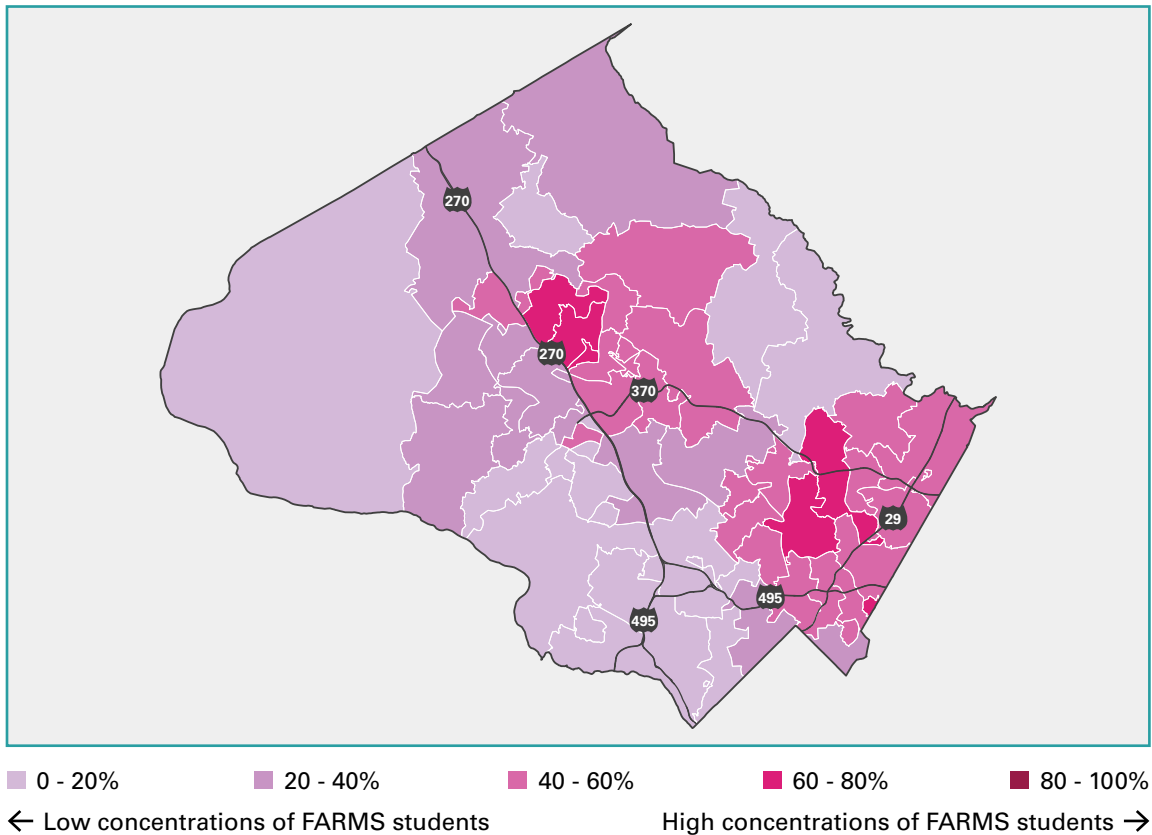 270
270
370
29
495
495
0 - 20%
20 - 40%
40 - 60%
60 - 80%
80 - 100%
← Low concentrations of FARMS students
High concentrations of FARMS students →